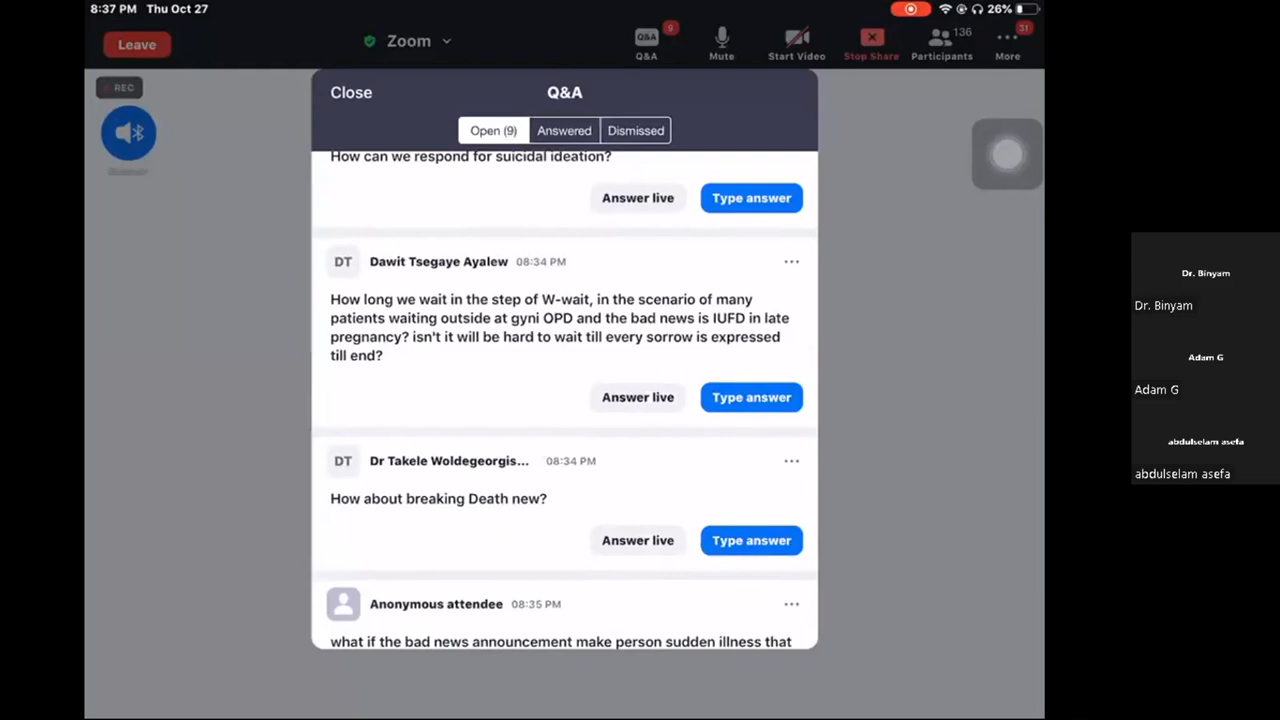 8:37 PM Thu Oct 27
26%
Leave
Zoom
Q&A
9
Q&A
Mute
Start Video
Stop Share
136
Participants
31
More
REC
Close
Q&A
Open (9)
Answered
Dismissed
How can we respond for suicidal ideation?
Answer live
Type answer
DT
Dawit Tsegaye Ayalew 08:34 PM
How long we wait in the step of W-wait, in the scenario of many
patients waiting outside at gyni OPD and the bad news is IUFD in late
pregnancy? isn't it will be hard to wait till every sorrow is expressed
till end?
Answer live
Type answer
DT
Dr Takele Woldegeorgis... 08:34 PM
How about breaking Death new?
Answer live
Type answer
Anonymous attendee 08:35 PM
what if the bad news announcement make person sudden illness that
Dr. Binyam
Dr. Binyam
Adam G
Adam G
abdulselam asefa
abdulselam asefa